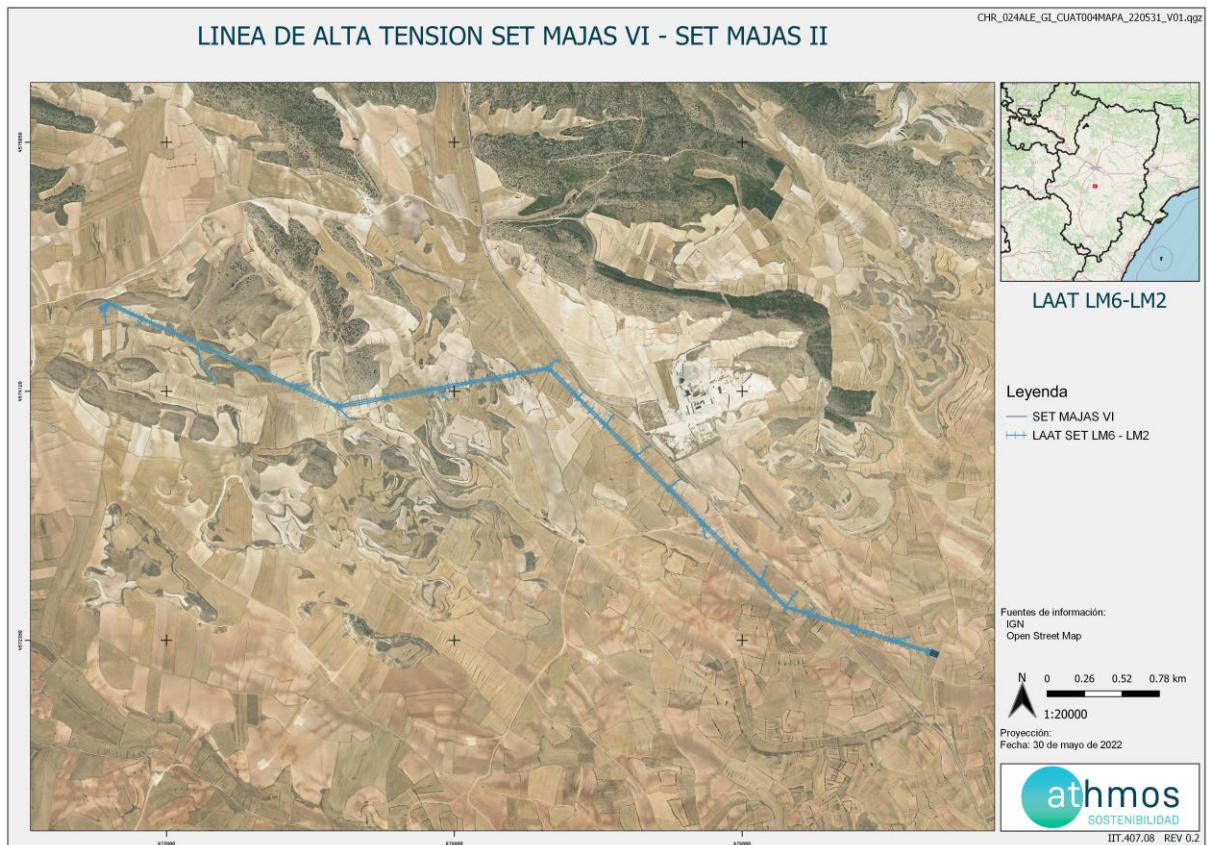 CHR_024ALE_GI_CUAT004MAPA_220531_V01.qgz
LINEA DE ALTA TENSION SET MAJAS VI - SET MAJAS II
LAAT LM6-LM2
Leyenda
SET MAJAS VI
LAAT SET LM6 - LM2
Fuentes de información:
IGN
Open Street Map
N
0 0.26 0.52 0.78 km
1:20000
Proyección:
Fecha: 30 de mayo de 2022
athmos
SOSTENIBILIDAD
IIT.407.08 REV 0.2